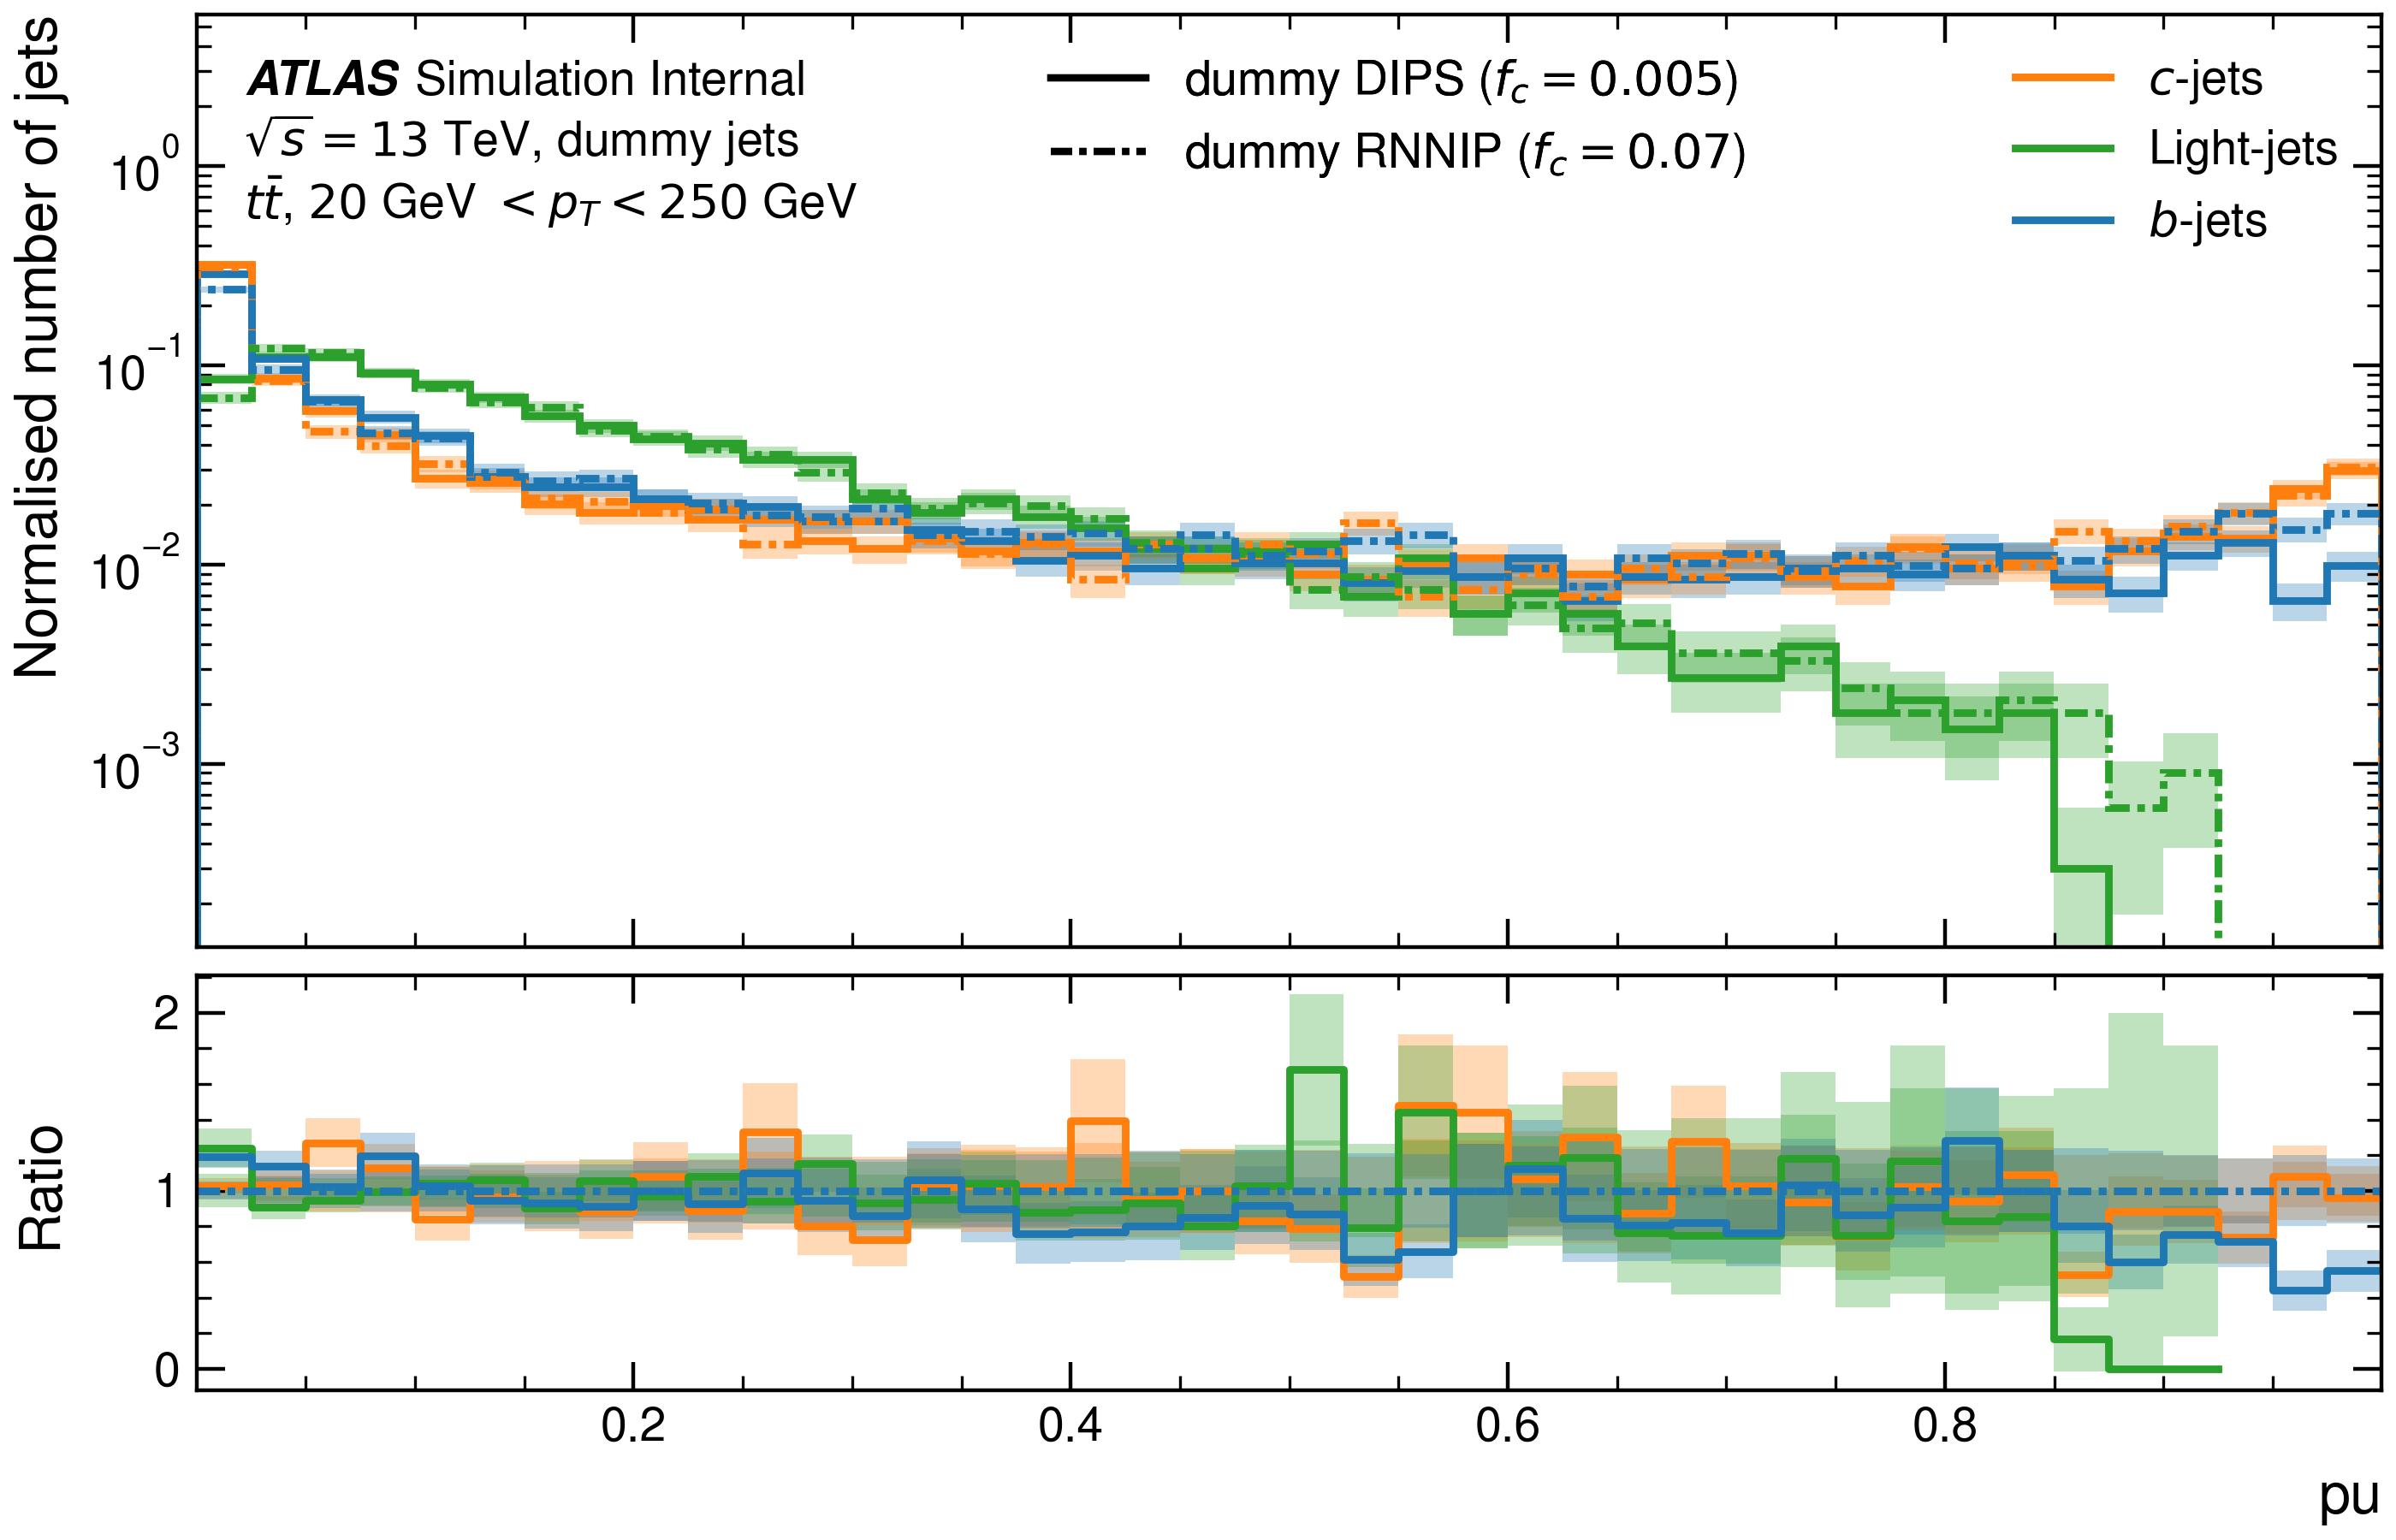 Normalised number of jets
ATLAS Simulation Internal
√s = 13 TeV, dummy jets
tt̄, 20 GeV < p_T < 250 GeV
dummy DIPS (f_c = 0.005)
dummy RNNIP (f_c = 0.07)
c-jets
Light-jets
b-jets
10^0
10^−1
10^−2
10^−3
Ratio
2
1
0
0.2 0.4 0.6 0.8
pu